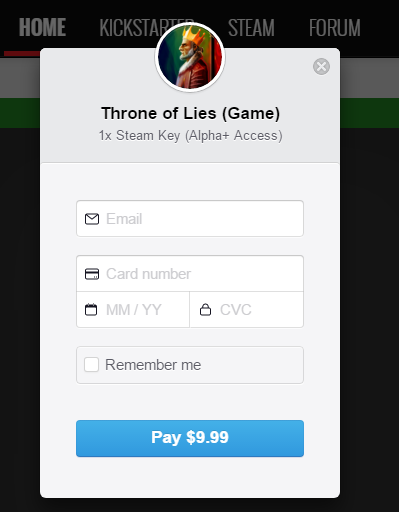 HOME KICKSTARTER STEAM FORUM
Throne of Lies (Game)
1x Steam Key (Alpha+ Access)
Email
Card number
MM / YY CVC
Remember me
Pay $9.99